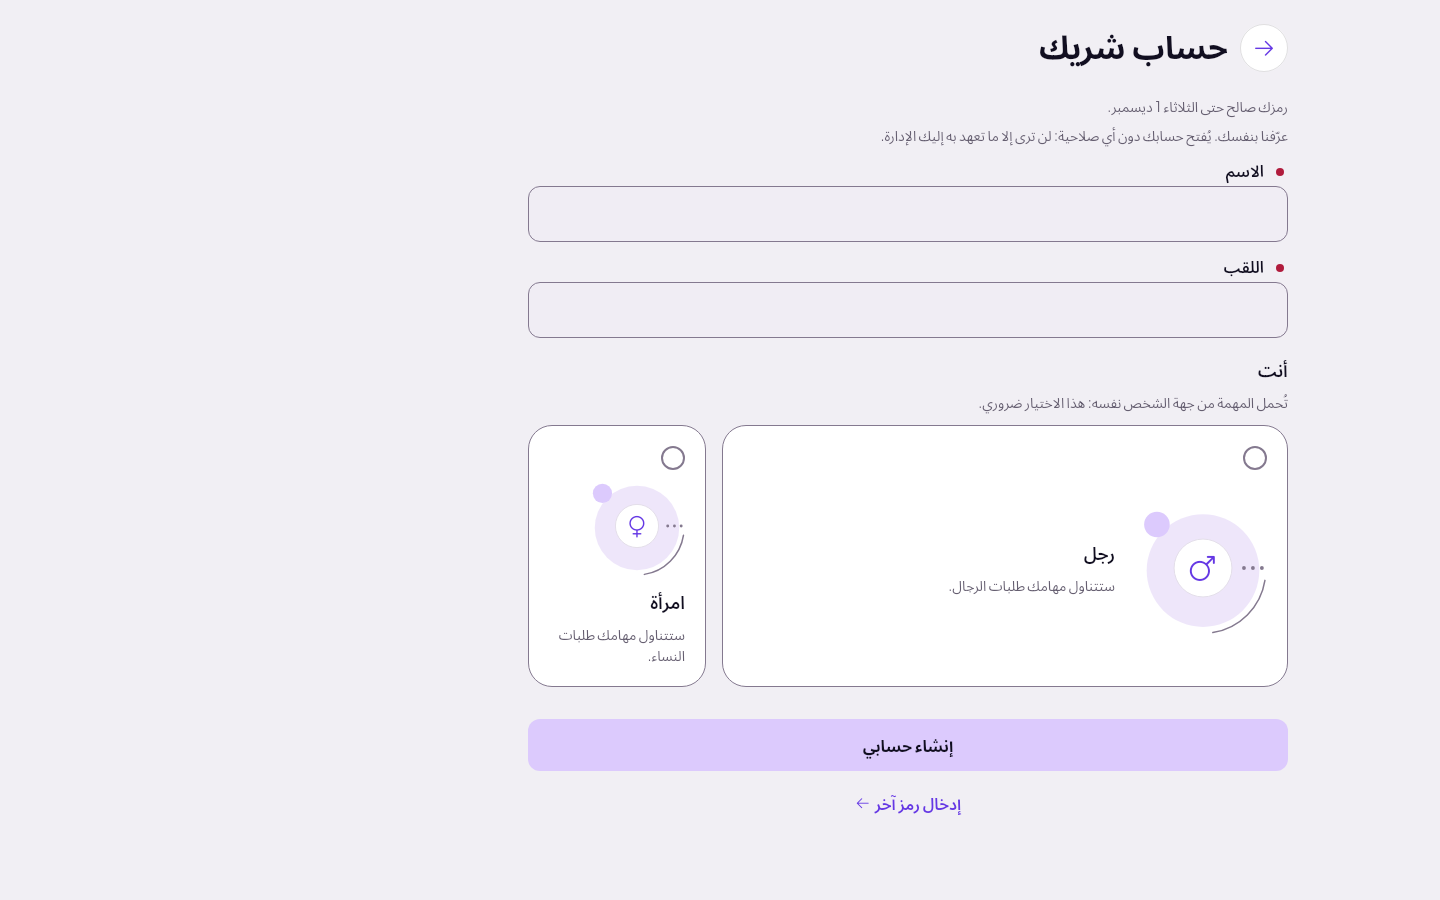 حساب شريك
رمزك صالح حتى الثلاثاء 1 ديسمبر.
عرّفنا بنفسك. يُفتح حسابك دون أي صلاحية: لن ترى إلا ما تعهد به إليك الإدارة.
الاسم
اللقب
أنت
تُحمل المهمة من جهة الشخص نفسه: هذا الاختيار ضروري.
رجل
ستتناول مهامك طلبات الرجال.
امرأة
ستتناول مهامك طلبات
النساء.
إنشاء حسابي
إدخال رمز آخر